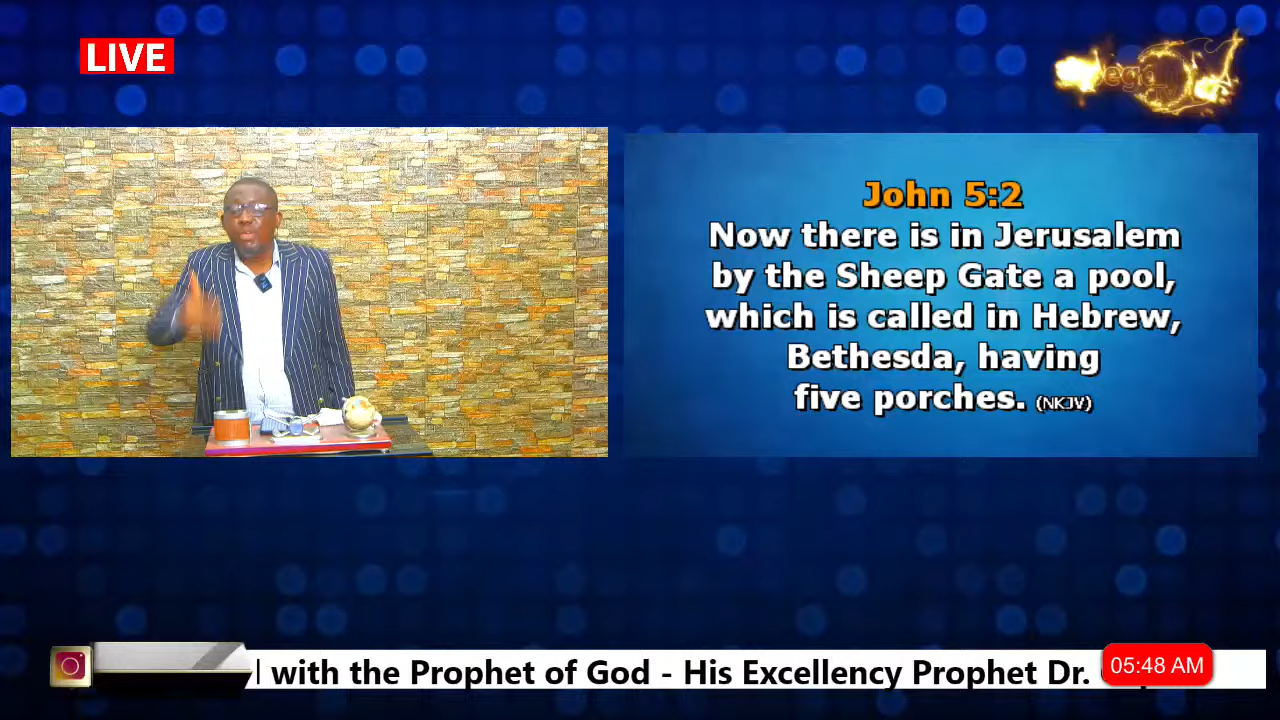 LIVE
John 5:2
Now there is in Jerusalem
by the Sheep Gate a pool,
which is called in Hebrew,
Bethesda, having
five porches. (NKJV)
with the Prophet of God - His Excellency Prophet Dr.
05:48 AM